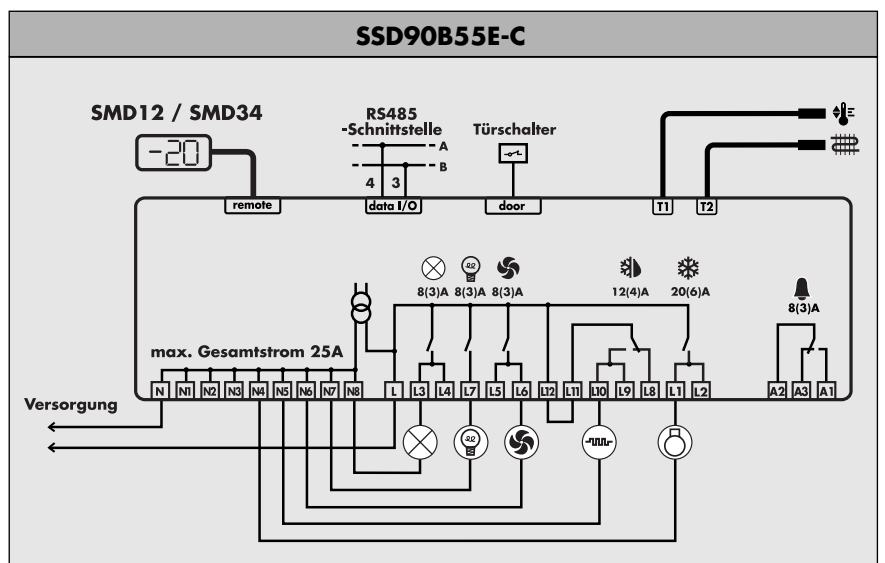 SSD90B55E-C
SMD12 / SMD34
-20
RS485
-Schnittstelle
A
B
4 3
Türschalter
remote
data I/O
door
T1
T2
8(3)A 8(3)A 8(3)A
12(4)A
20(6)A
8(3)A
max. Gesamtstrom 25A
N N1 N2 N3 N4 N5 N6 N7 N8 L L3 L4 L7 L5 L6 L12 L11 L10 L9 L8 L1 L2 A2 A3 A1
Versorgung